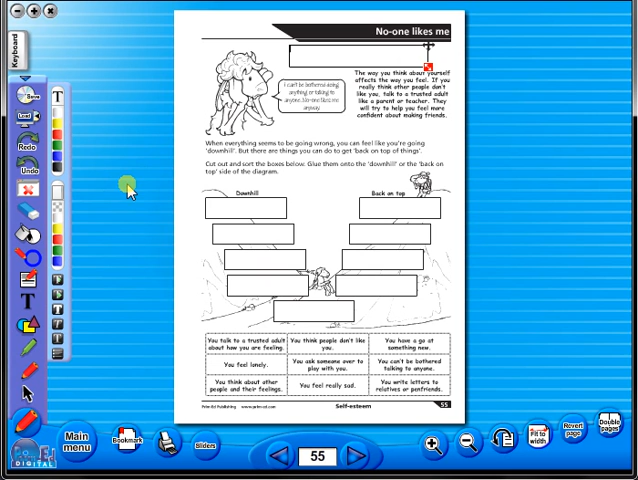 No-one likes me
Keyboard
I can't be bothered doing
anything or talking to
anyone. No-one likes me
anyway.
The way you think about yourself
affects the way you feel. If you
really think other people don't
like you, talk to a trusted adult
like a parent or teacher. They
will try to help you feel more
confident about making friends.
When everything seems to be going wrong, you can feel like you're going
'downhill'. But there are things you can do to get 'back on top of things'.
Cut out and sort the boxes below. Glue them onto the 'downhill' or the 'back on
top' side of the diagram.
Downhill
Back on top
You talk to a trusted adult
about how you are feeling.
You think people don't like
you.
You have a go at
something new.
You feel lonely.
You ask someone over to
play with you.
You can't be bothered
talking to anyone.
You think about other
people and their feelings.
You feel really sad.
You write letters to
relatives or penfriends.
Prim-Ed Publishing www.prim-ed.com
Self-esteem
55
Save
Load
Redo
Undo
T
T
T
T
T
DIGITAL
Main
menu
Bookmark
Sliders
55
Fit to
width
Revert
page
Double
pages